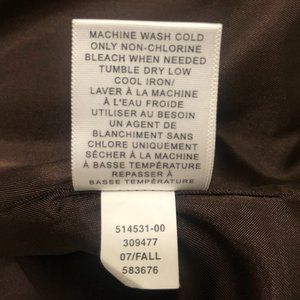 MACHINE WASH COLD
ONLY NON-CHLORINE
BLEACH WHEN NEEDED
TUMBLE DRY LOW
COOL IRON/
LAVER À LA MACHINE
À L'EAU FROIDE
UTILISER AU BESOIN
UN AGENT DE
BLANCHIMENT SANS
CHLORE UNIQUEMENT
SÉCHER À LA MACHINE
À BASSE TEMPÉRATURE
REPASSER À
BASSE TEMPÉRATURE
514531-00
309477
07/FALL
583676